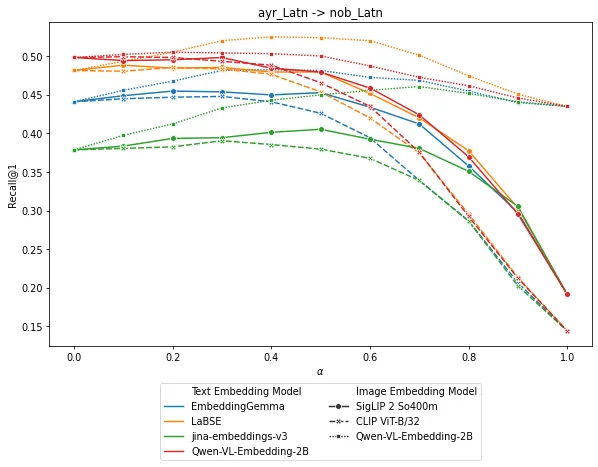 ayr_Latn -> nob_Latn
Recall@1
0.50
0.45
0.40
0.35
0.30
0.25
0.20
0.15
0.0 0.2 0.4 0.6 0.8 1.0
α
Text Embedding Model
EmbeddingGemma
LaBSE
jina-embeddings-v3
Qwen-VL-Embedding-2B
Image Embedding Model
SigLIP 2 So400m
CLIP ViT-B/32
Qwen-VL-Embedding-2B